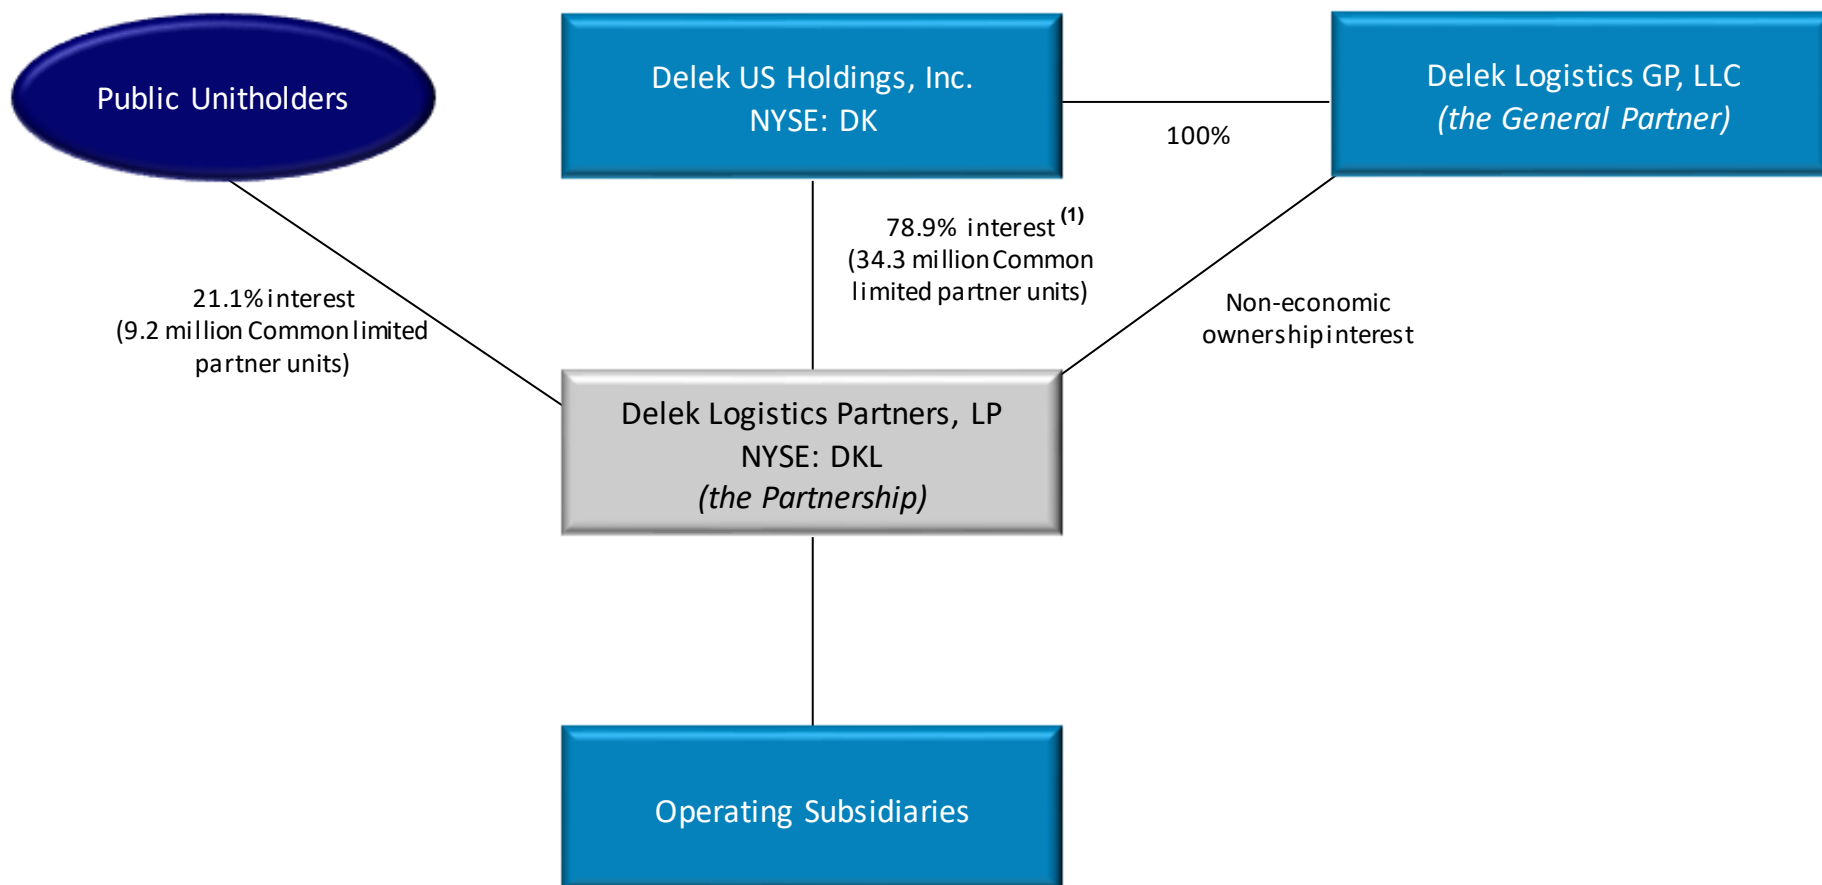 Public Unitholders
Delek US Holdings, Inc.
NYSE: DK
Delek Logistics GP, LLC
(the General Partner)
100%
78.9% interest (1)
(34.3 million Common
limited partner units)
21.1% interest
(9.2 million Common limited
partner units)
Non-economic
ownership interest
Delek Logistics Partners, LP
NYSE: DKL
(the Partnership)
Operating Subsidiaries